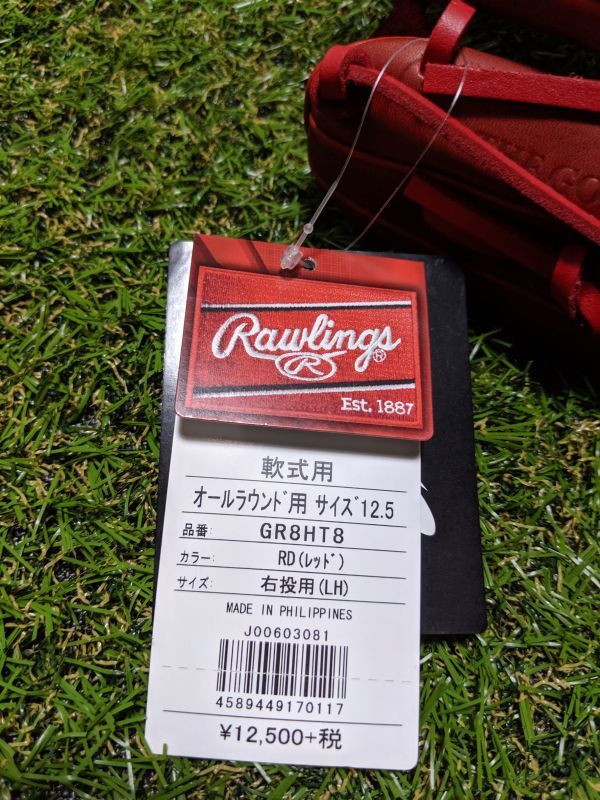 Rawlings
R
®
Est. 1887
軟式用
オールラウンド用 サイズ12.5
品番: GR8HT8
カラー: RD(レッド)
サイズ: 右投用(LH)
MADE IN PHILIPPINES
J00603081
4589449170117
¥12,500+税